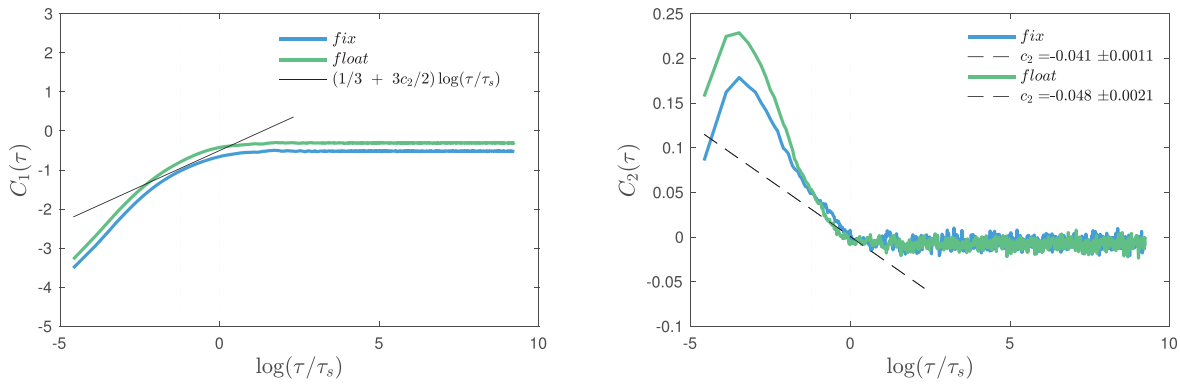 3
2
1
0
-1
-2
-3
-4
-5
-5
0
5
10
C₁(τ)
log(τ/τₛ)
fix
float
(1/3 + 3c₂/2) log(τ/τₛ)
0.25
0.2
0.15
0.1
0.05
0
-0.05
-0.1
-5
0
5
10
C₂(τ)
log(τ/τₛ)
fix
c₂ =-0.041 ±0.0011
float
c₂ =-0.048 ±0.0021